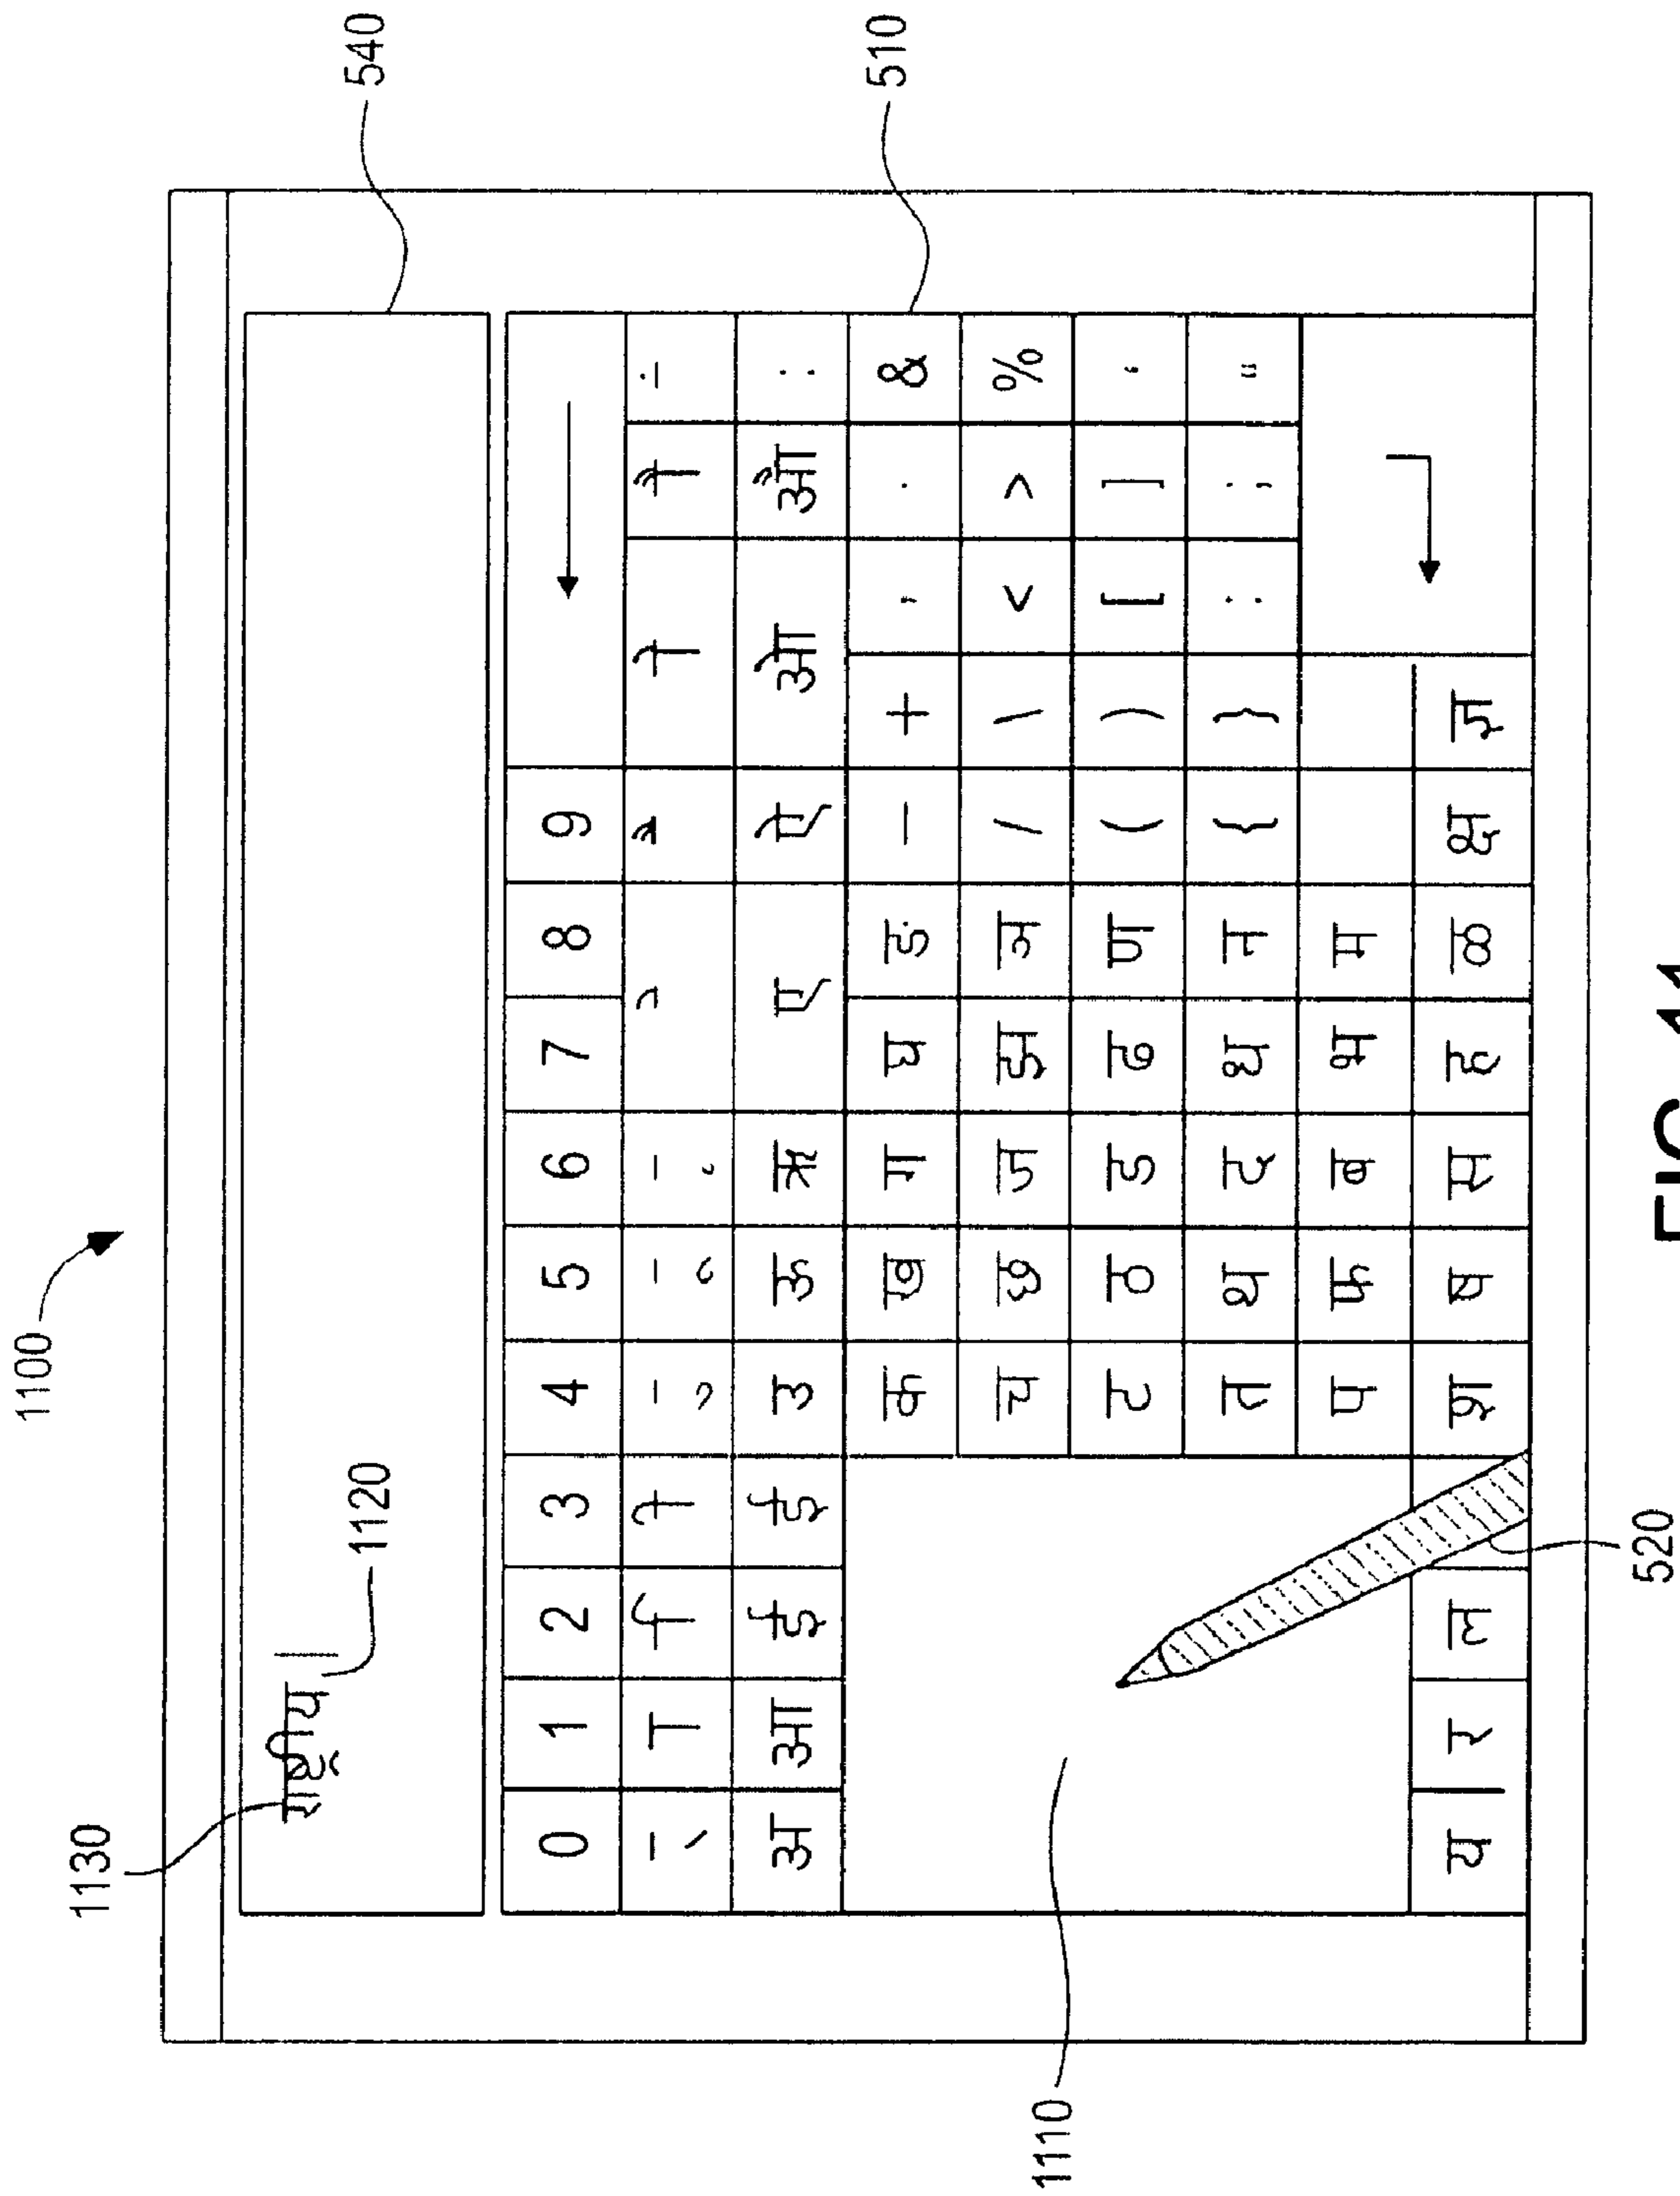 1100
1130
राष्ट्रीय
1120
540
0 1 2 3 4 5 6 7 8 9
् ा ि ी ु ू ृ े ै ो ौ ं
अ आ ई ई उ ऊ ऋ ए ऐ ओ औ :
510
क ख ग घ ङ − + , . &
च छ ज झ ञ / \ < > %
1110
ट ठ ड ढ ण ( ) [ ] ‘
त थ द ध न { } : ; “
प फ ब भ म
य र ल श ष स ह ळ क्ष ज्ञ
520
FIG. 11